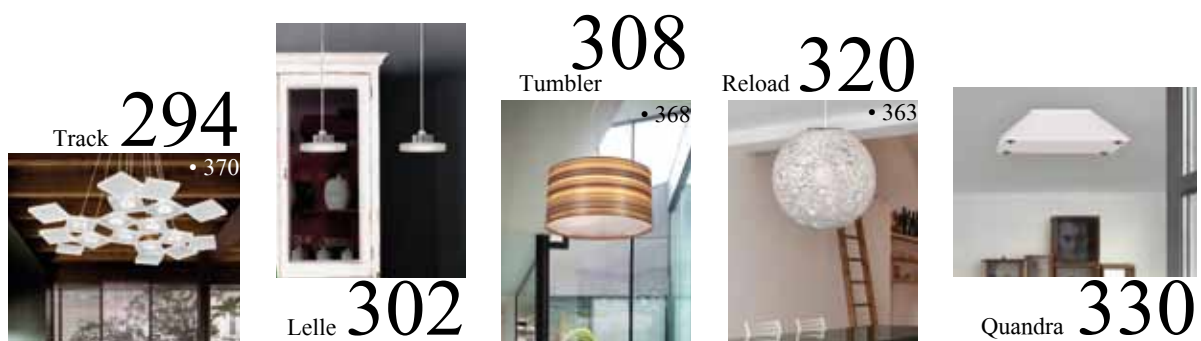 Track 294
• 370
Lelle 302
308
Tumbler
• 368
Reload 320
• 363
Quandra 330